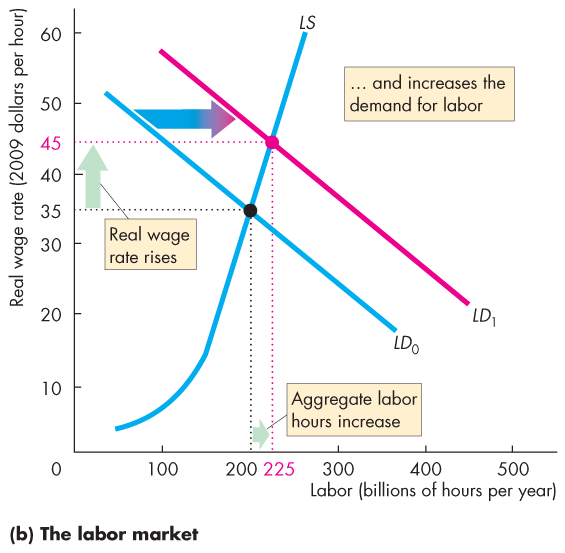 Real wage rate (2009 dollars per hour)
60
50
45
40
35
30
20
10
0
LS
… and increases the
demand for labor
Real wage
rate rises
LD1
LD0
Aggregate labor
hours increase
100
200
225
300
400
500
Labor (billions of hours per year)
(b) The labor market